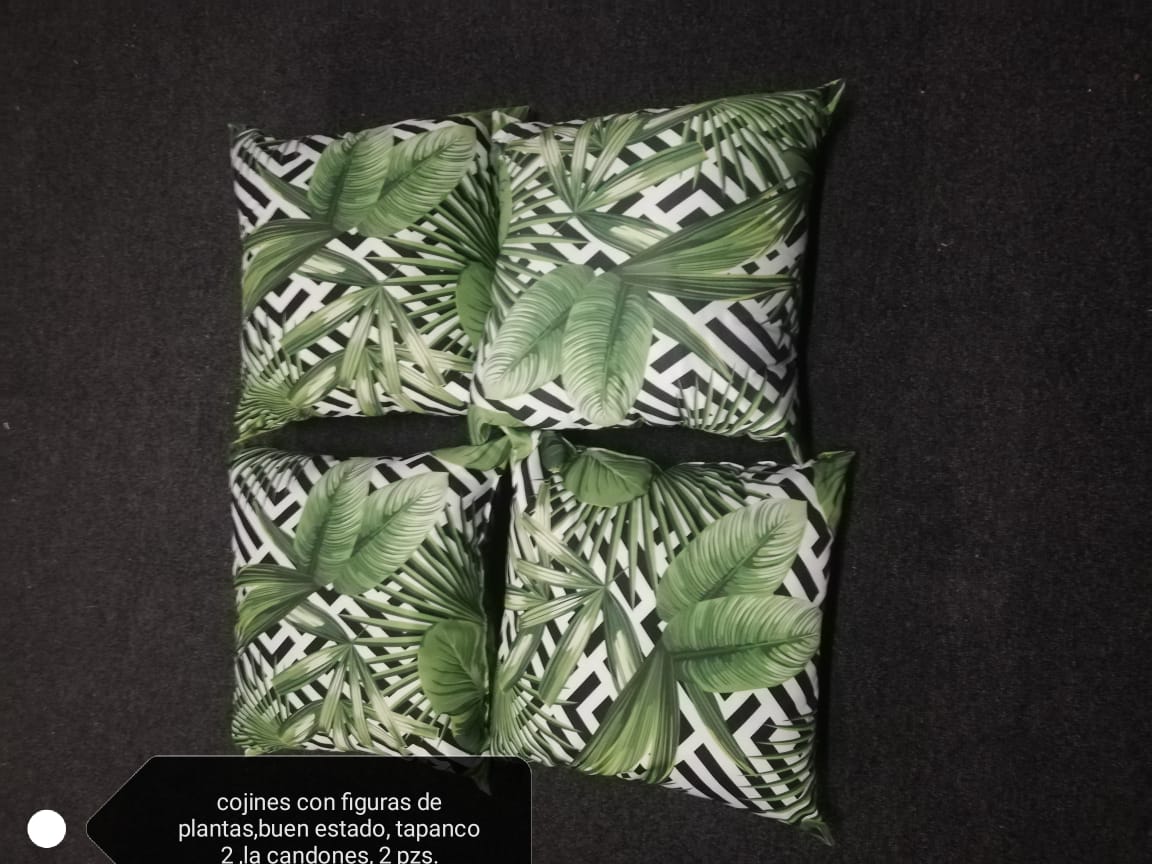 cojines con figuras de
plantas,buen estado, tapanco
2 ,la candones, 2 pzs.